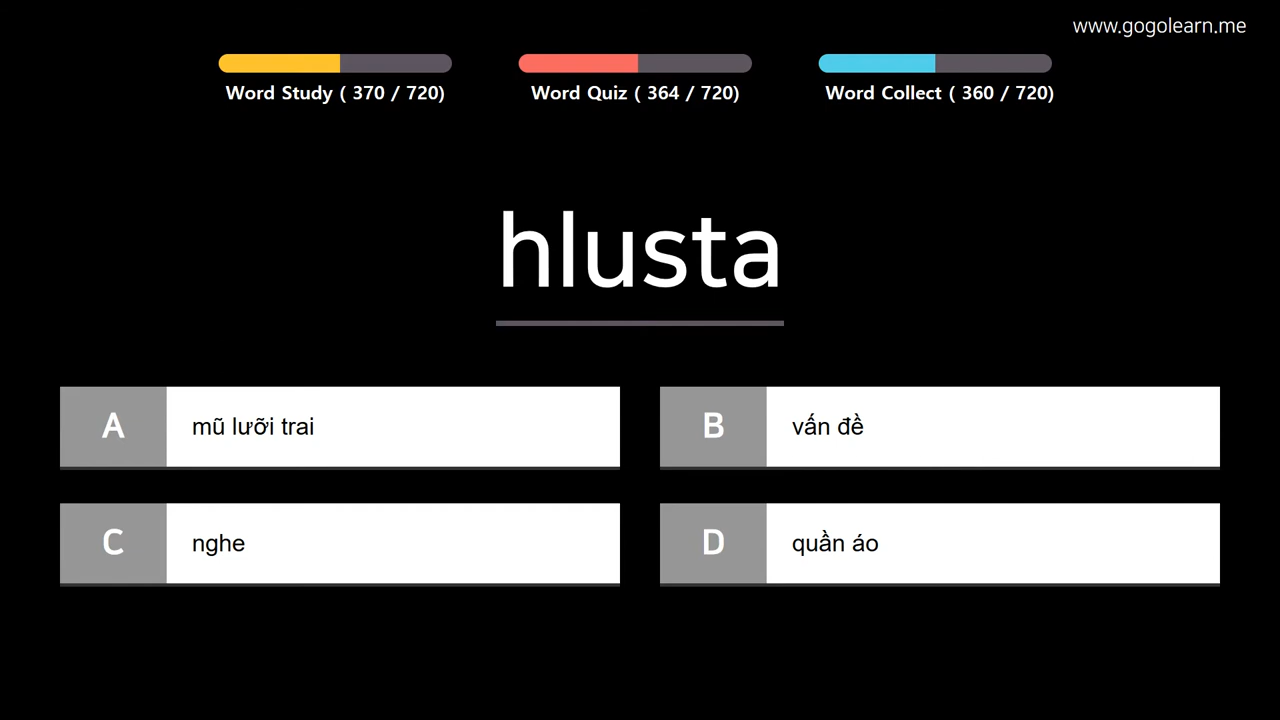 www.gogolearn.me
Word Study ( 370 / 720)
Word Quiz ( 364 / 720)
Word Collect ( 360 / 720)
hlusta
A mũ lưỡi trai
B vấn đề
C nghe
D quần áo